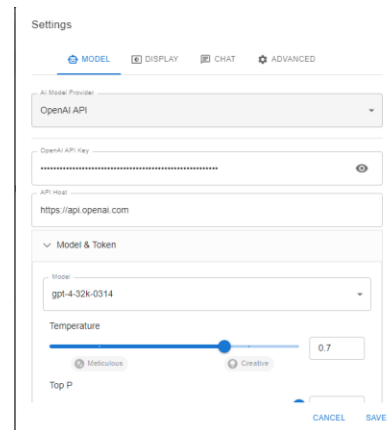 Settings
MODEL DISPLAY CHAT ADVANCED
AI Model Provider
OpenAI API
OpenAI API Key
API Host
https://api.openai.com
Model & Token
Model
gpt-4-32k-0314
Temperature
0.7
Meticulous Creative
Top P
CANCEL SAVE